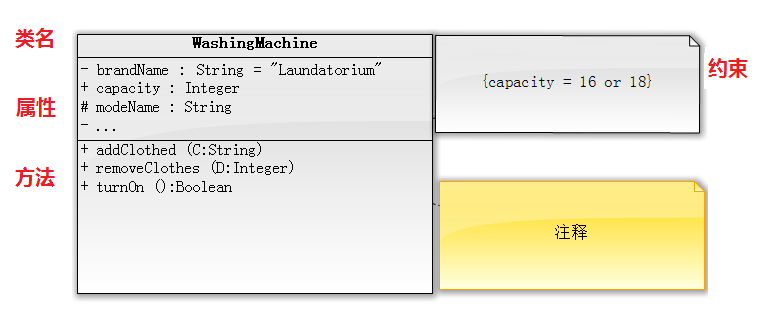 类名
WashingMachine
- brandName : String = "Laundatorium"
+ capacity : Integer
# modeName : String
- ...
属性
+ addClothed (C:String)
+ removeClothes (D:Integer)
+ turnOn ():Boolean
方法
{capacity = 16 or 18}
约束
注释